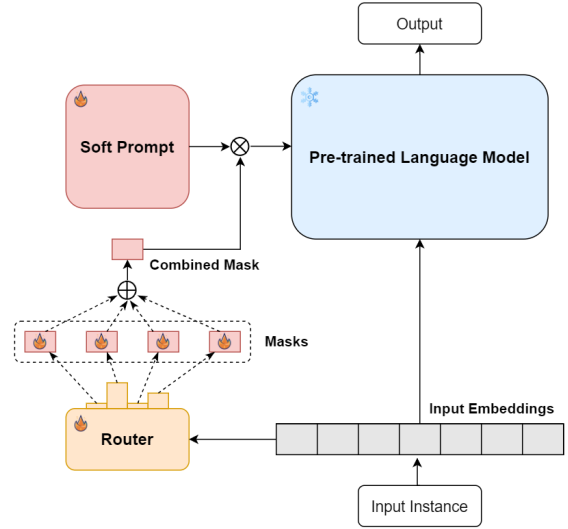 Output
Soft Prompt
Pre-trained Language Model
Combined Mask
Masks
Input Embeddings
Router
Input Instance